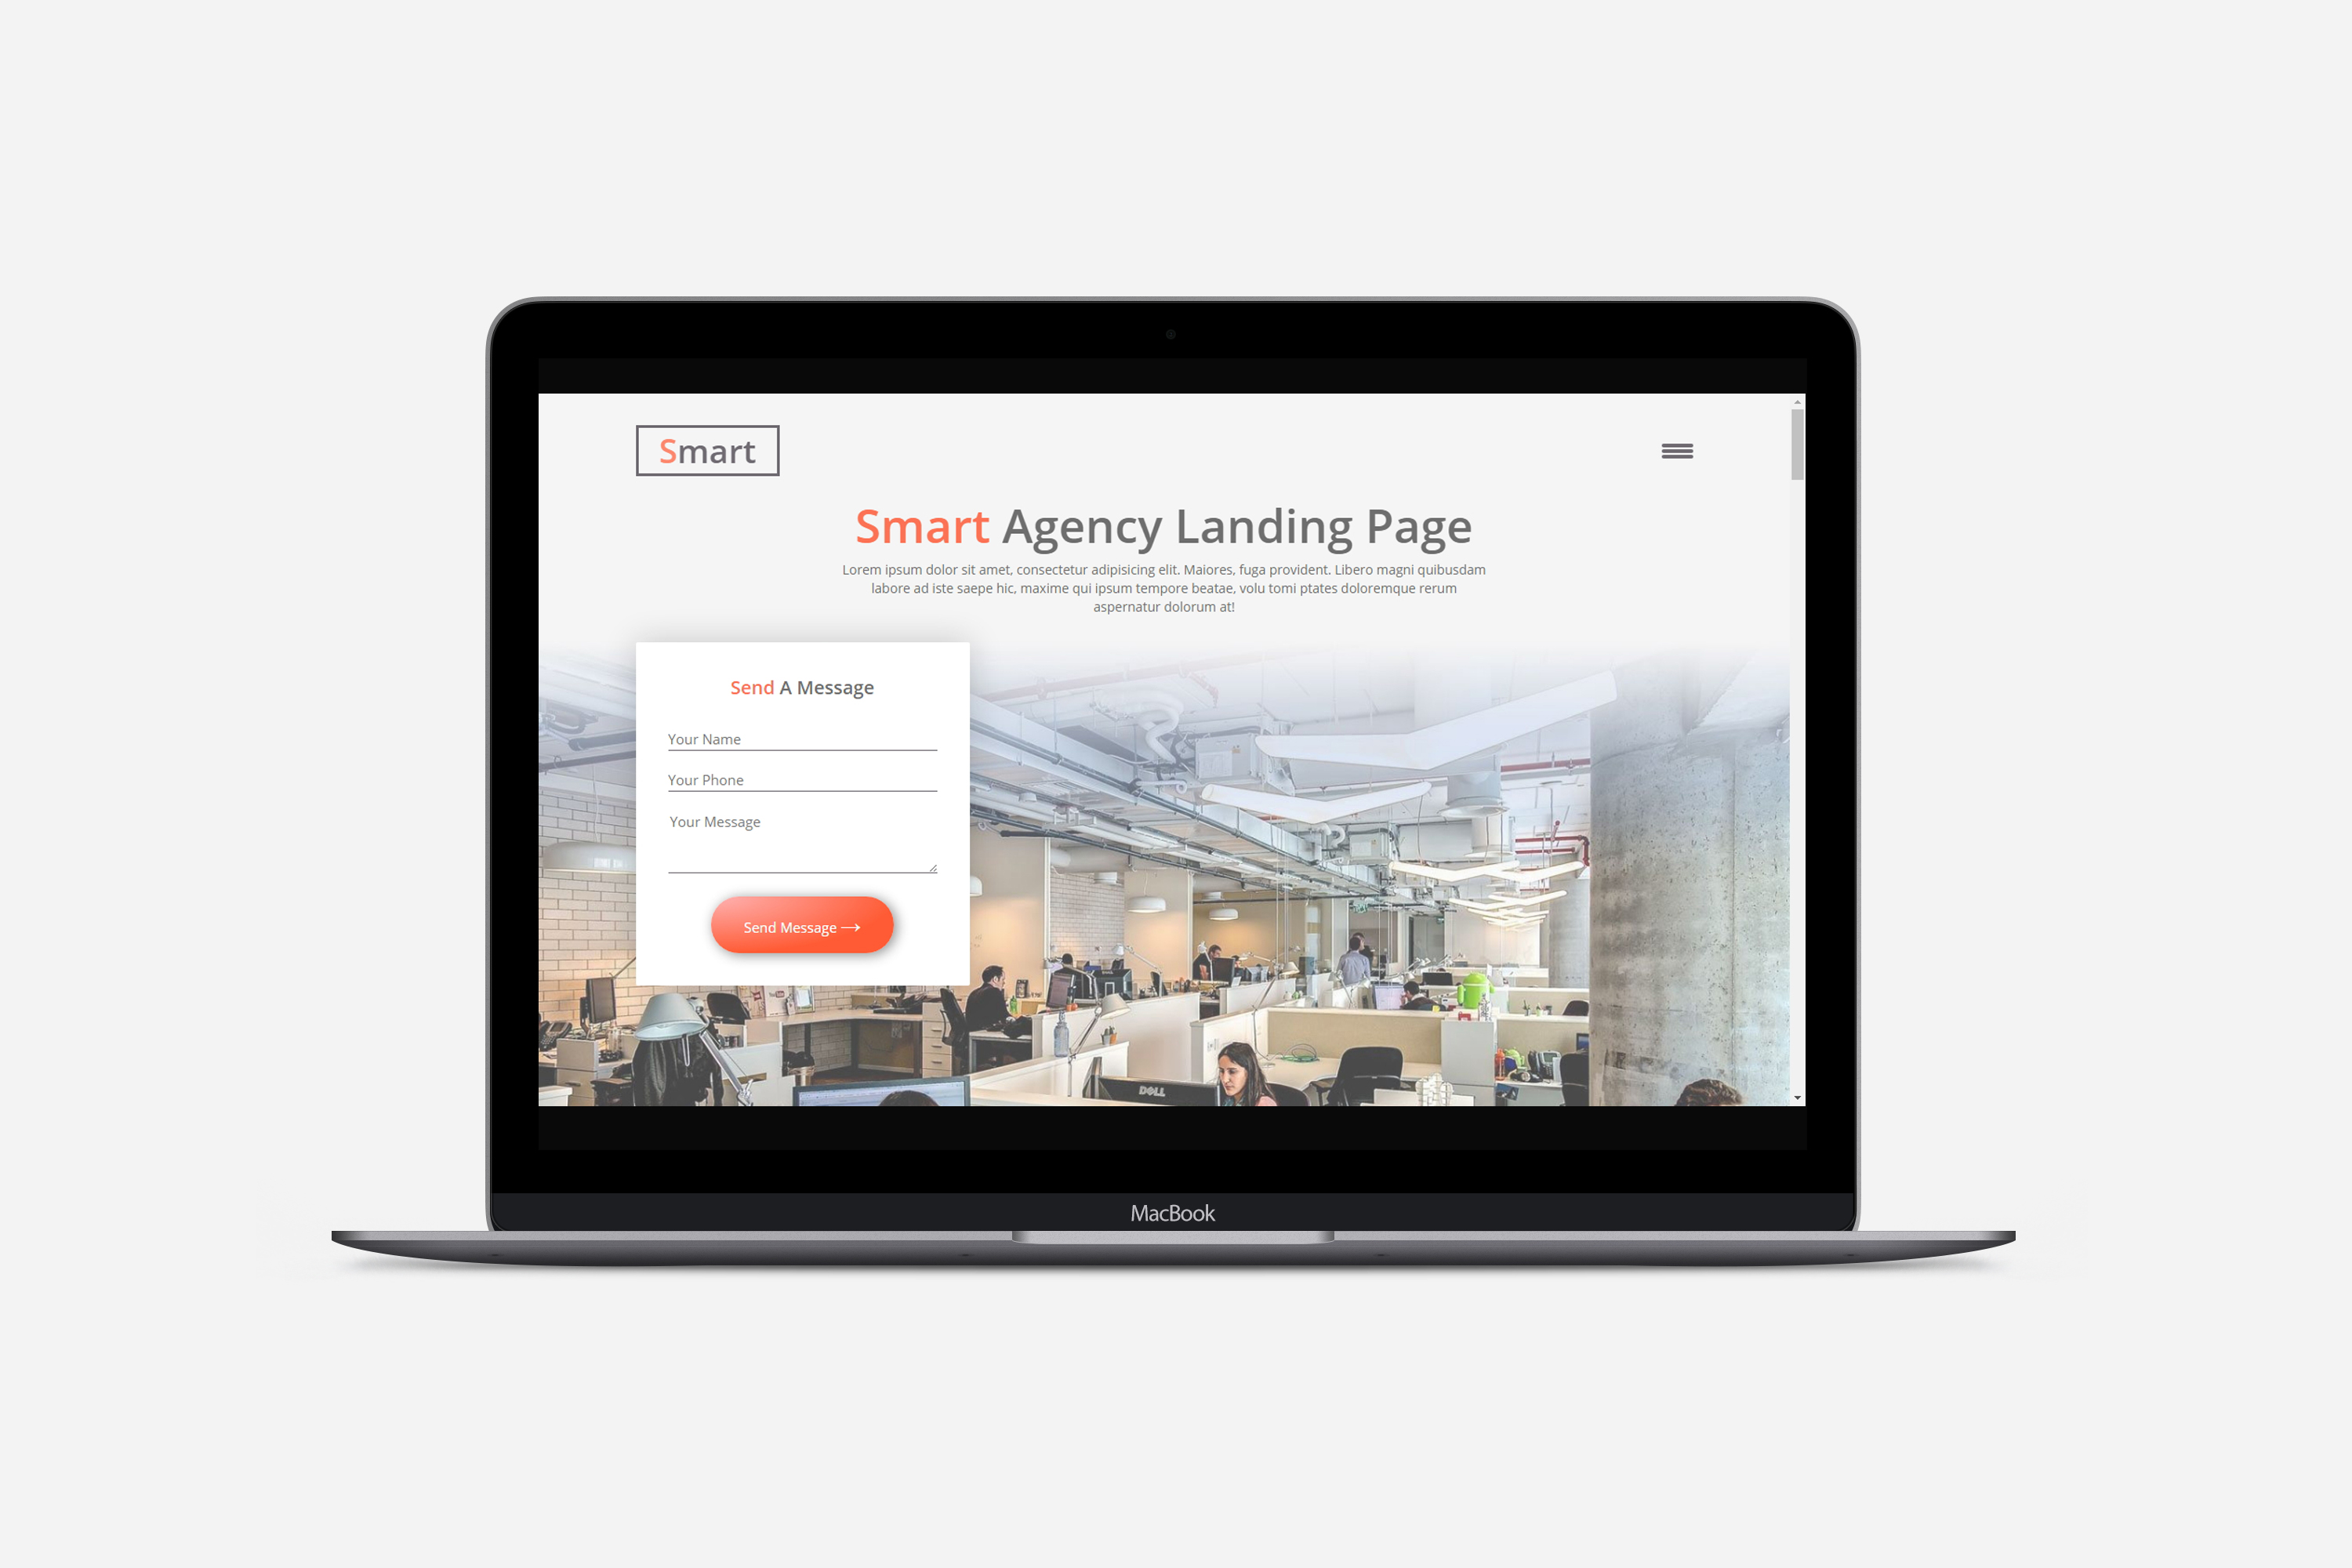 Smart
Smart Agency Landing Page
Lorem ipsum dolor sit amet, consectetur adipisicing elit. Maiores, fuga provident. Libero magni quibusdam
labore ad iste saepe hic, maxime qui ipsum tempore beatae, volu tomi ptates doloremque rerum
aspernatur dolorum at!
Send A Message
Your Name
Your Phone
Your Message
Send Message →
DELL
MacBook